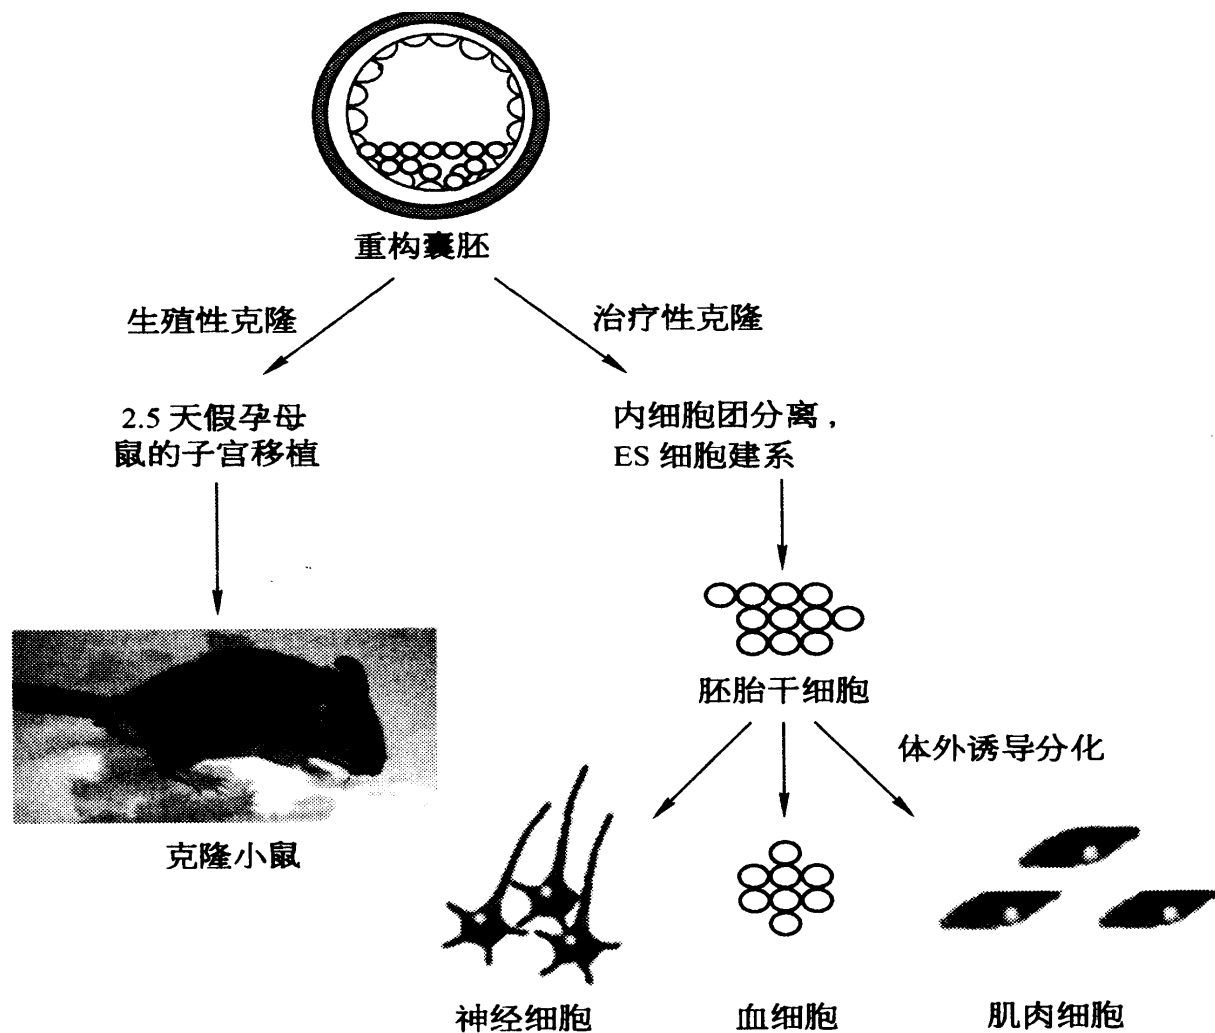 重构囊胚
生殖性克隆
治疗性克隆
2.5 天假孕母
鼠的子宫移植
内细胞团分离，
ES 细胞建系
胚胎干细胞
体外诱导分化
克隆小鼠
神经细胞
血细胞
肌肉细胞